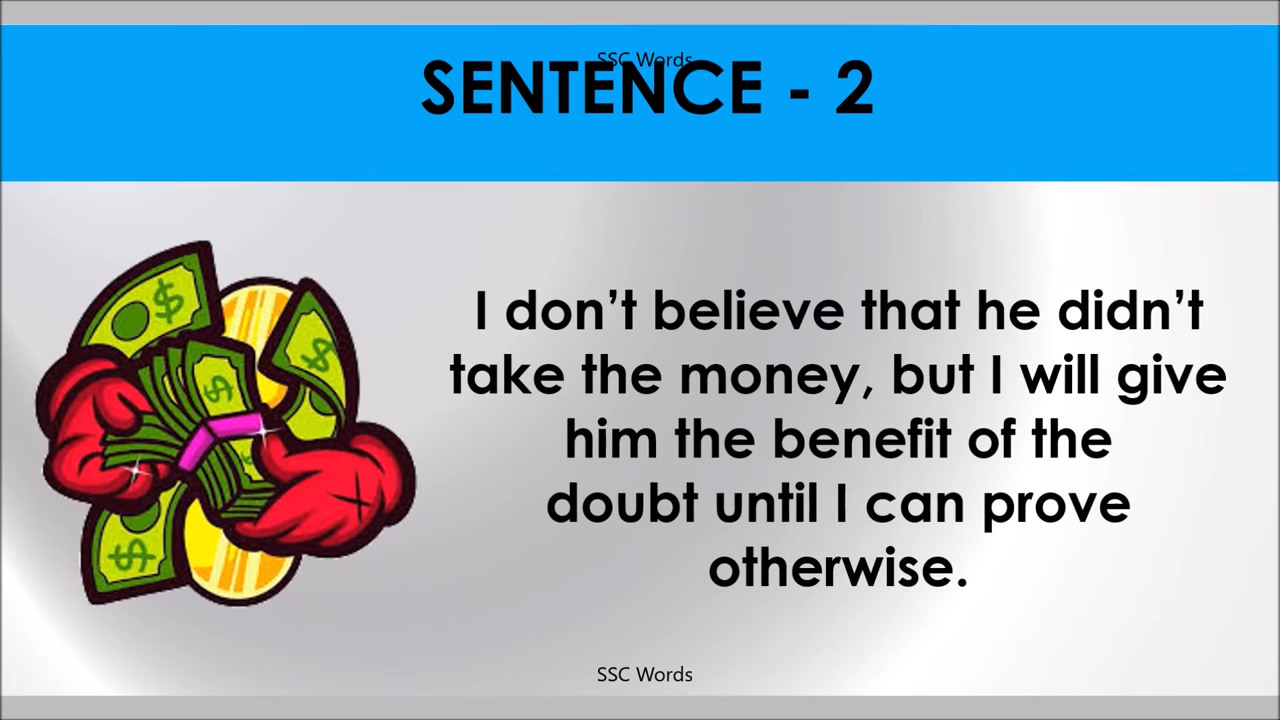 SSC Words
SENTENCE - 2
I don’t believe that he didn’t
take the money, but I will give
him the benefit of the
doubt until I can prove
otherwise.
SSC Words